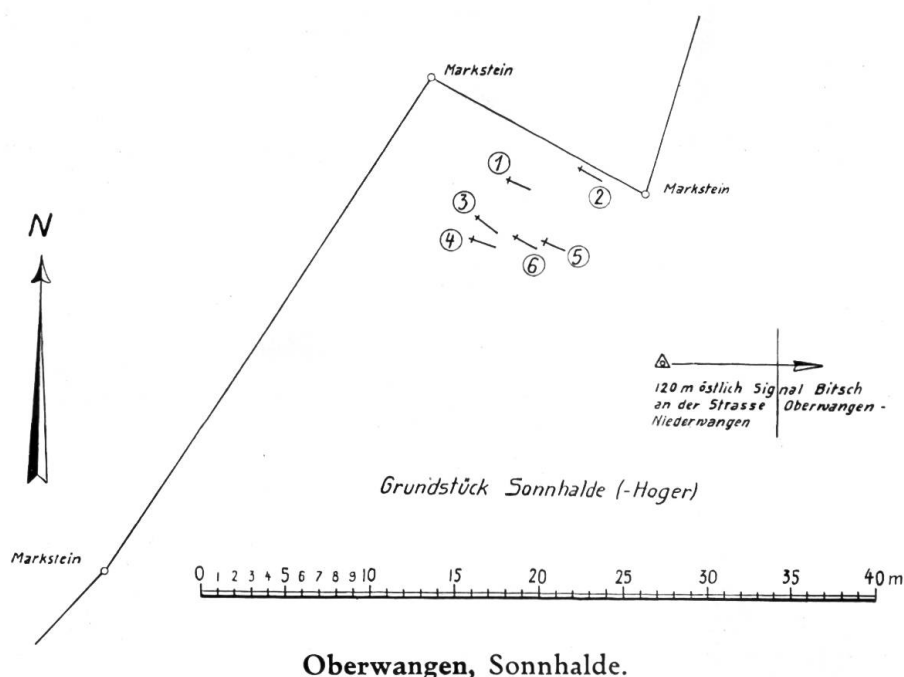 Markstein
1
2
Markstein
3
N
4
6
5
120 m östlich Signal Bitsch
an der Strasse Oberwangen -
Niederwangen
Grundstück Sonnhalde (-Hoger)
Markstein
0 1 2 3 4 5 6 7 8 9 10 15 20 25 30 35 40 m
Oberwangen, Sonnhalde.